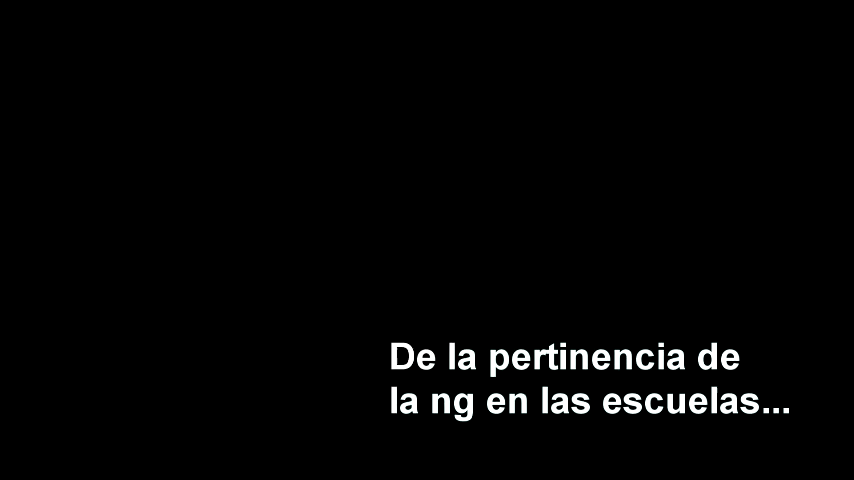 De la pertinencia de
la ng en las escuelas...